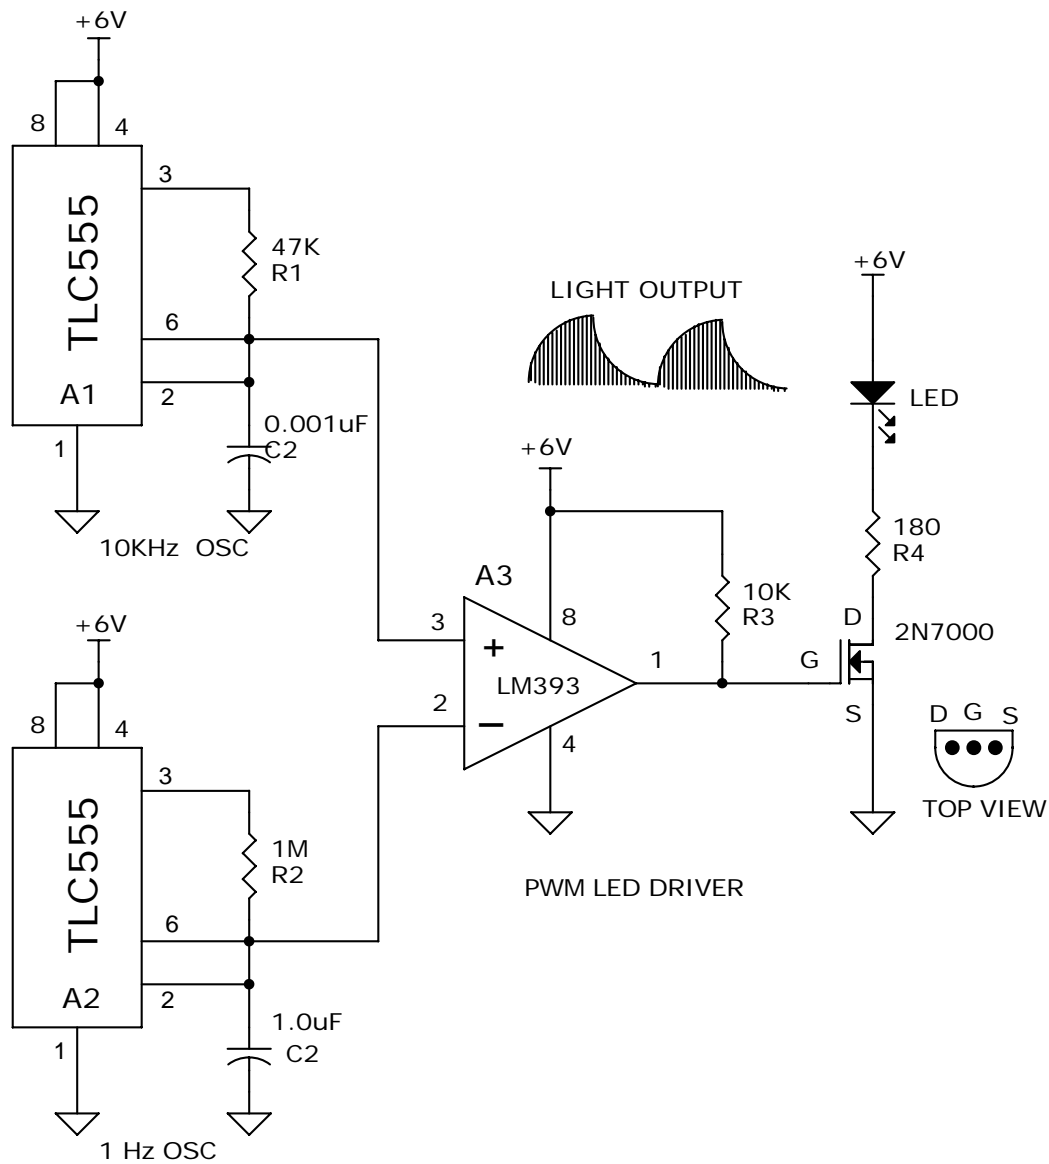 +6V
8
4
3
TLC555
47K
R1
6
A1
2
0.001uF
C2
1
10KHz OSC
LIGHT OUTPUT
+6V
LED
+6V
180
R4
A3
8
10K
R3
3
+
LM393
1
2
−
4
D
2N7000
G
S
D G S
TOP VIEW
+6V
8
4
3
TLC555
1M
R2
6
A2
2
1.0uF
C2
1
1 Hz OSC
PWM LED DRIVER